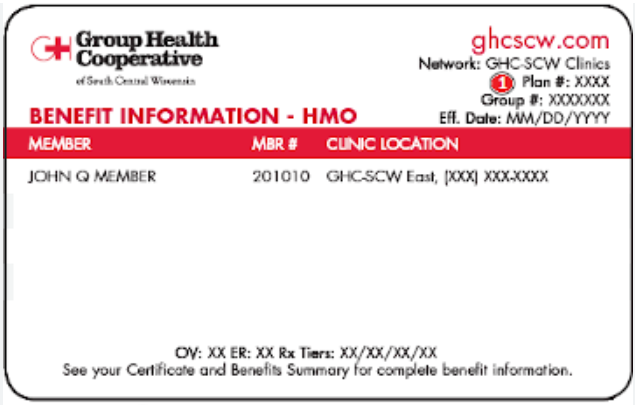 Group Health
Cooperative
of South Central Wisconsin
ghcscw.com
Network: GHC-SCW Clinics
1 Plan #: XXXX
Group #: XXXXXXX
Eff. Date: MM/DD/YYYY
BENEFIT INFORMATION - HMO
MEMBER MBR # CLINIC LOCATION
JOHN Q MEMBER 201010 GHC-SCW East, (XXX) XXX-XXXX
OV: XX ER: XX Rx Tiers: XX/XX/XX/XX
See your Certificate and Benefits Summary for complete benefit information.